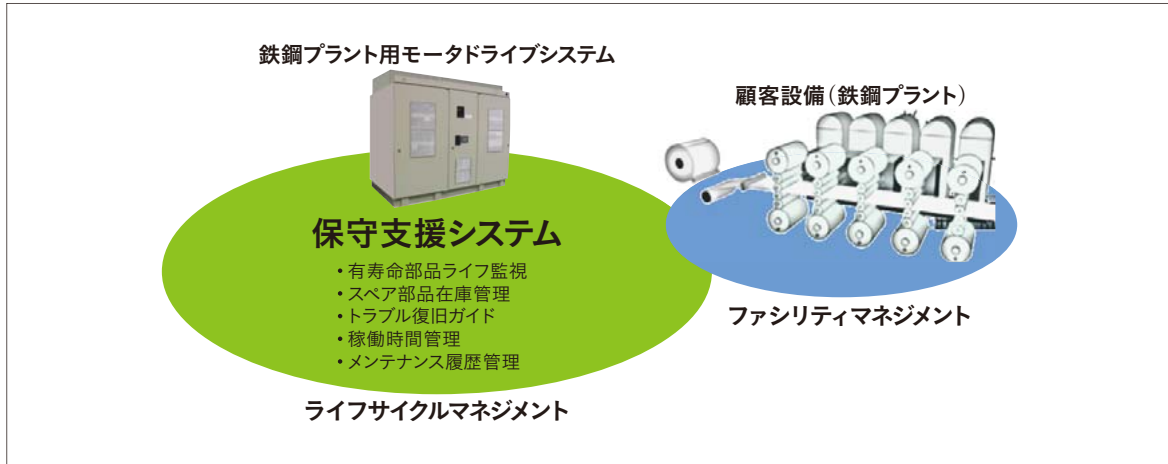 鉄鋼プラント用モータドライブシステム
顧客設備（鉄鋼プラント）
保守支援システム
・有寿命部品ライフ監視
・スペア部品在庫管理
・トラブル復旧ガイド
・稼働時間管理
・メンテナンス履歴管理
ファシリティマネジメント
ライフサイクルマネジメント